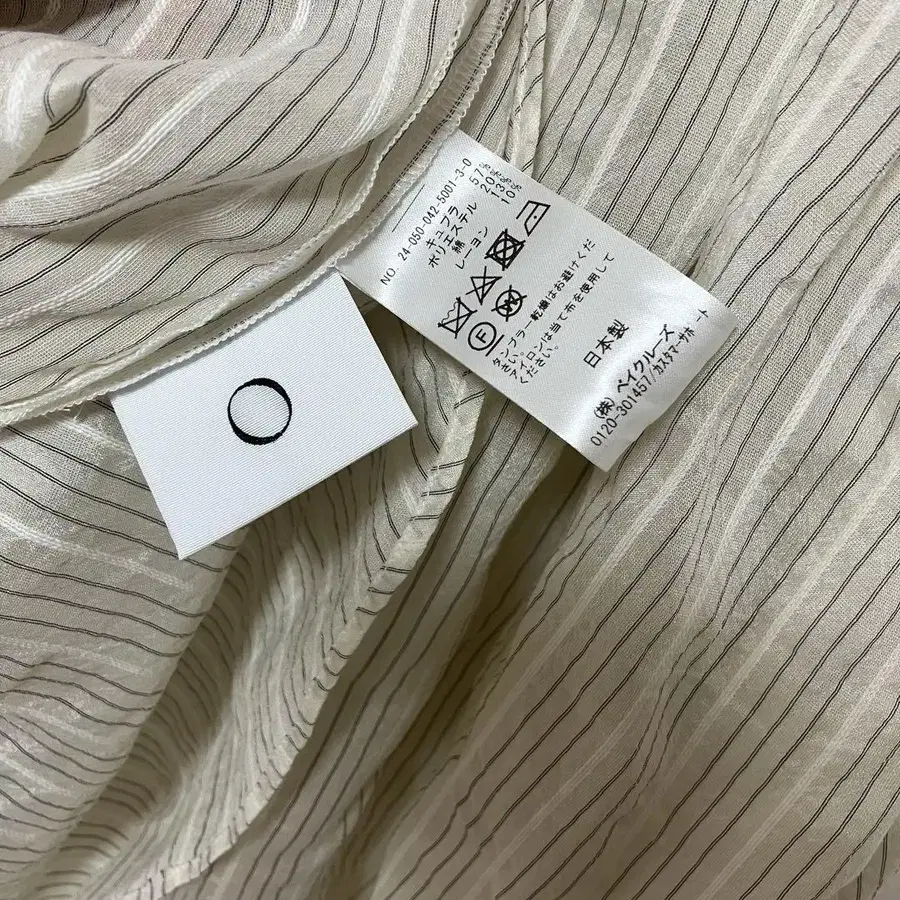 NO. 24-050-042-5001-3-0
キュプラ 57%
ポリエステル 20%
綿 13%
レーヨン 10%
F
タンブラー乾燥はお避けくだ
さい。アイロンは当て布を使用して
ください。
日本製
(株) ベイクルーズ
0120-301457/カスタマーサポート
O